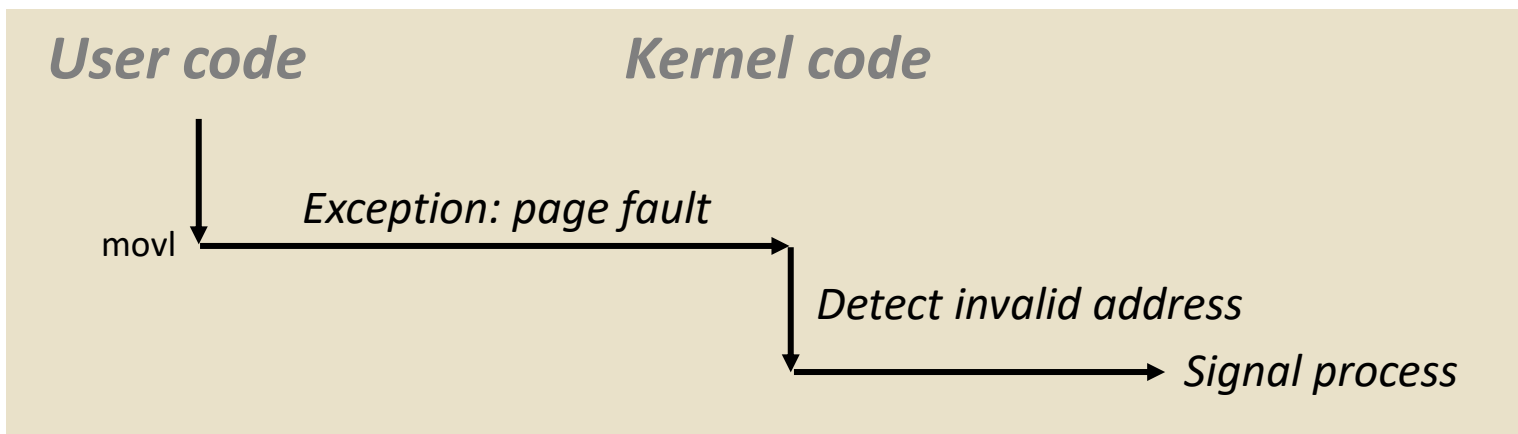 User code
Kernel code
Exception: page fault
movl
Detect invalid address
Signal process